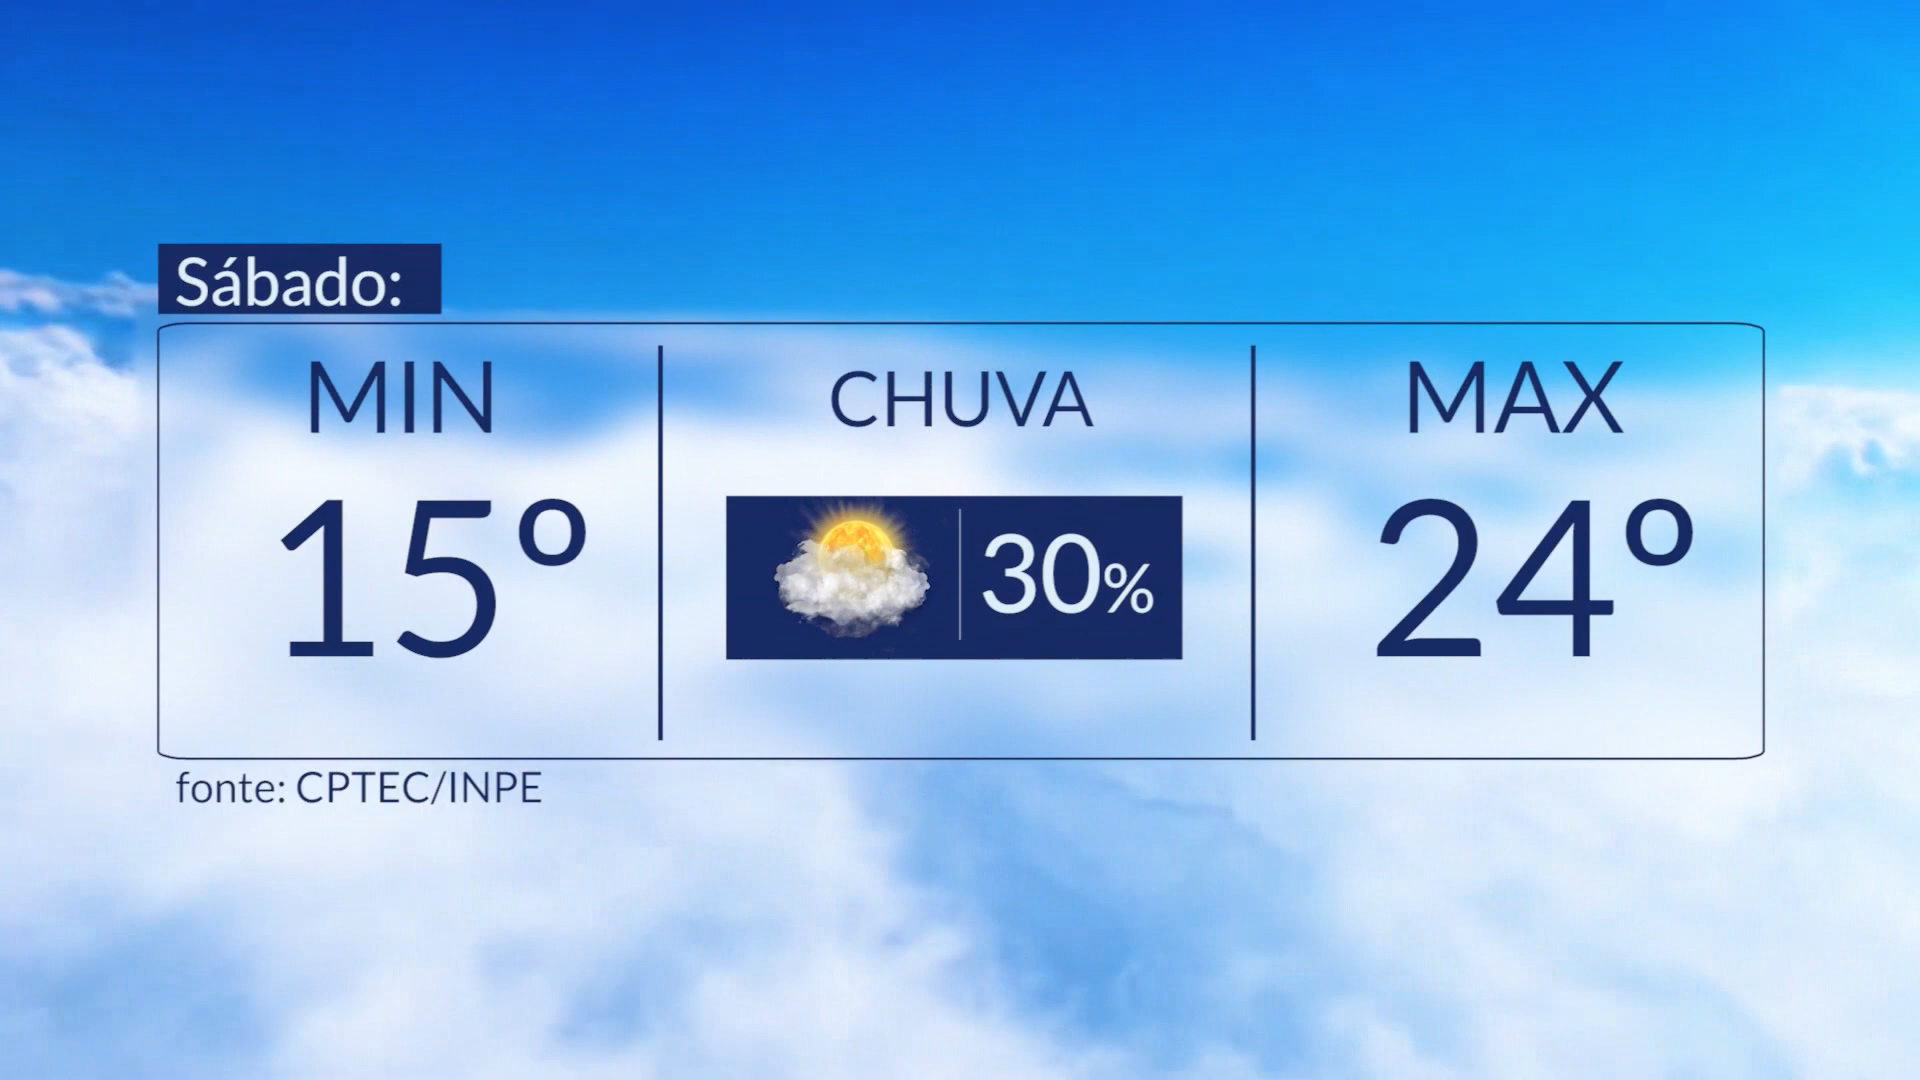 Sábado:
MIN
15º
CHUVA
30%
MAX
24º
fonte: CPTEC/INPE